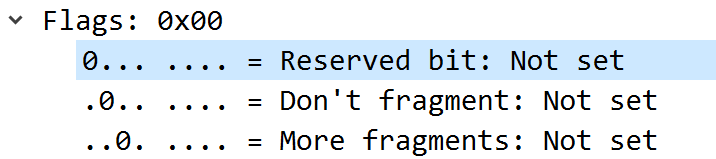 Flags: 0x00
0... .... = Reserved bit: Not set
.0.. .... = Don't fragment: Not set
..0. .... = More fragments: Not set